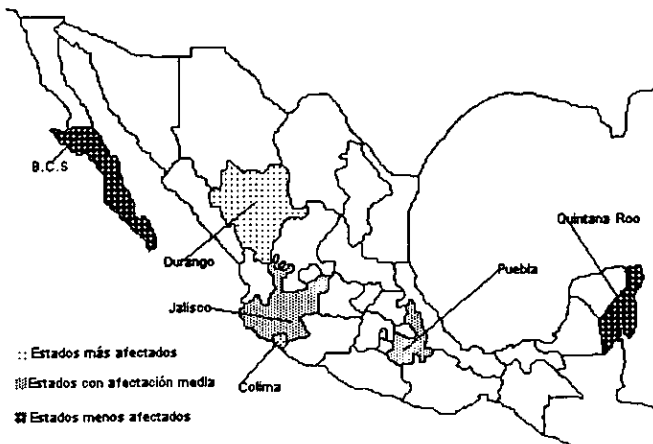 B.C.S
Quintana Roo
Durango
Puebla
Jalisco
Estados más afectados
Estados con afectación media
Colima
Estados menos afectados